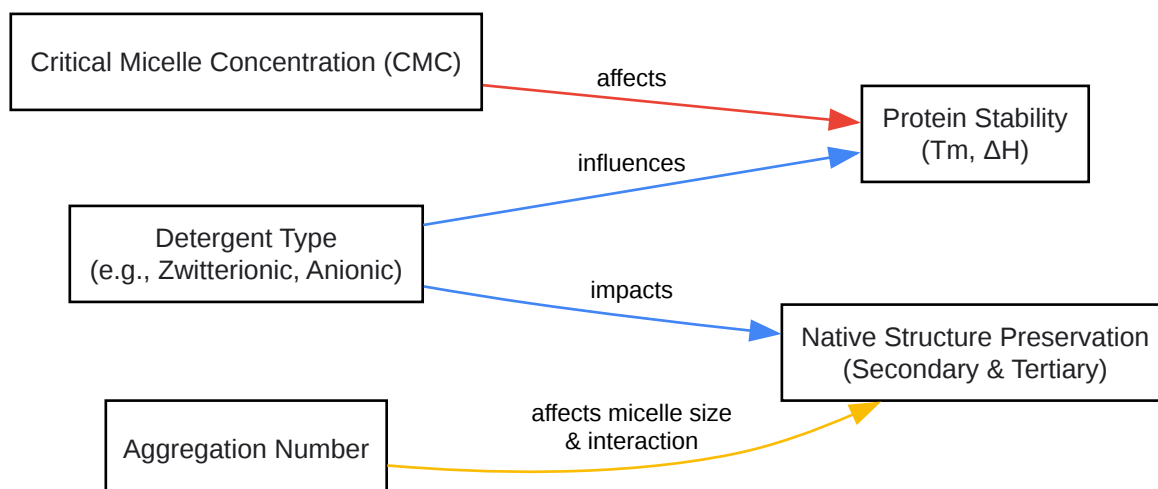 Critical Micelle Concentration (CMC)
affects
Protein Stability
(Tm, ΔH)
influences
Detergent Type
(e.g., Zwitterionic, Anionic)
impacts
Native Structure Preservation
(Secondary & Tertiary)
affects micelle size
& interaction
Aggregation Number